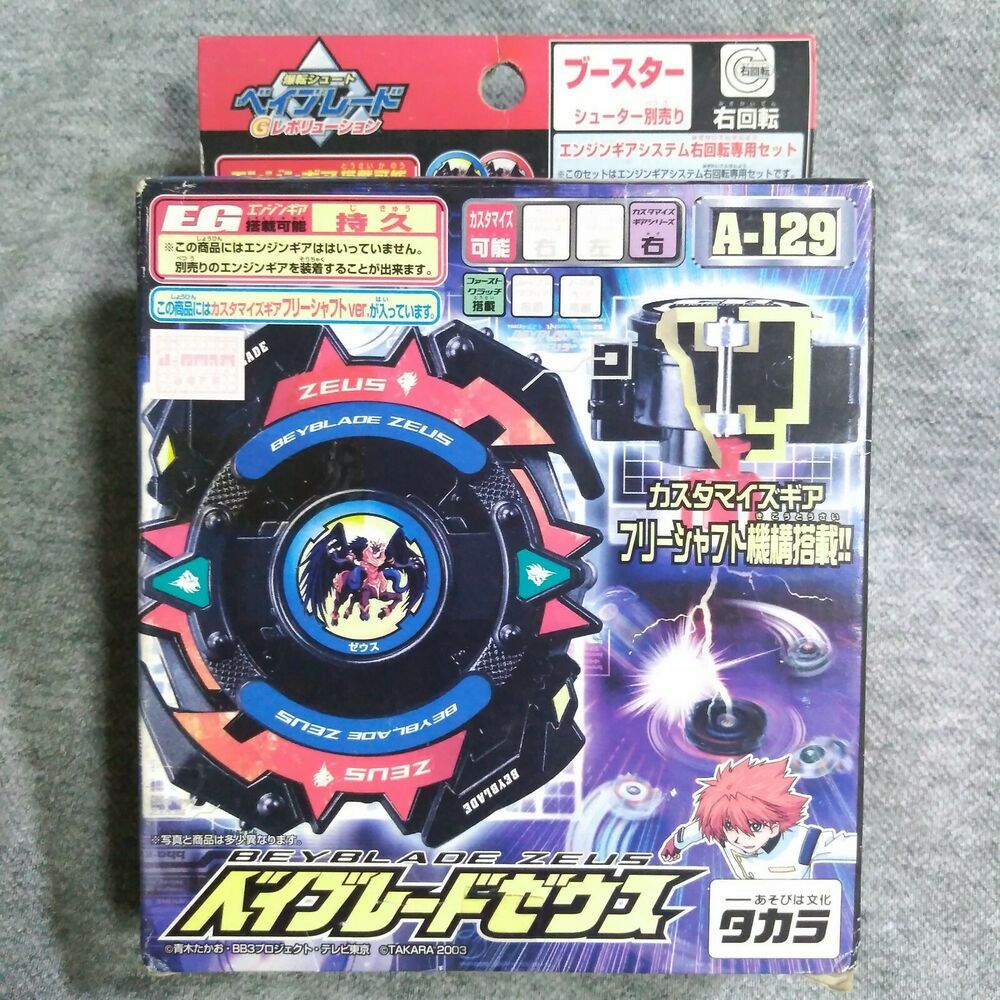 爆転シュート
ベイブレード
Gレボリューション
ブースター
シューター別売り
右回転
右回転
エンジンギアシステム右回転専用セット
※このセットはエンジンギアシステム右回転専用セットです。
EG エンジンギア搭載可能 持久
※この商品にはエンジンギアははいっていません。
別売りのエンジンギアを装着することが出来ます。
この商品にはカスタマイズギアフリーシャフトver.が入っています。
カスタマイズ可能 右 左
カスタマイズギアシリーズ 右
A-129
ファーストクラッチ搭載
BLADE
ZEUS
BEYBLADE ZEUS
ゼウス
BEYBLADE ZEUS
ZEUS
BEYBLADE
カスタマイズギア
フリーシャフト機構搭載!!
※写真と商品は多少異なります。
BEYBLADE ZEUS
ベイブレードゼウス
あそびは文化
タカラ
©青木たかお・BB3プロジェクト・テレビ東京 ©TAKARA 2003